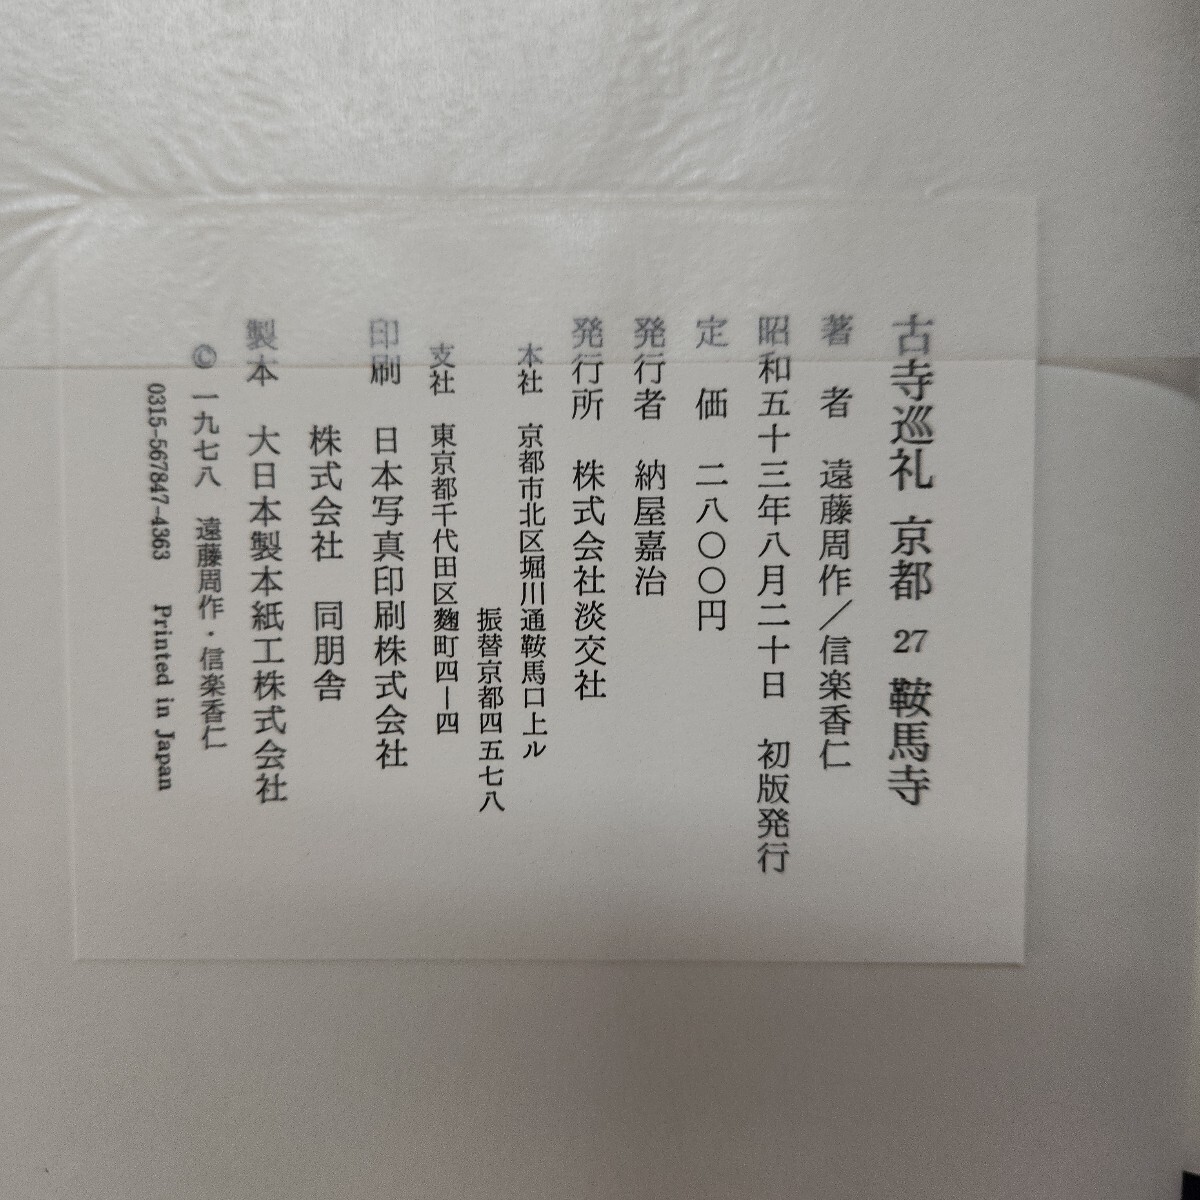 古寺巡礼 京都 27 鞍馬寺
著者 遠藤周作／信楽香仁
昭和五十三年八月二十日 初版発行
定価 二八〇〇円
発行者 納屋嘉治
発行所 株式会社淡交社
本社 京都市北区堀川通鞍馬口上ル
振替京都四五七八
支社 東京都千代田区麴町四―四
印刷 日本写真印刷株式会社
株式会社 同朋舎
製本 大日本製本紙工株式会社
© 一九七八 遠藤周作・信楽香仁
0315-567847-4363 Printed in Japan